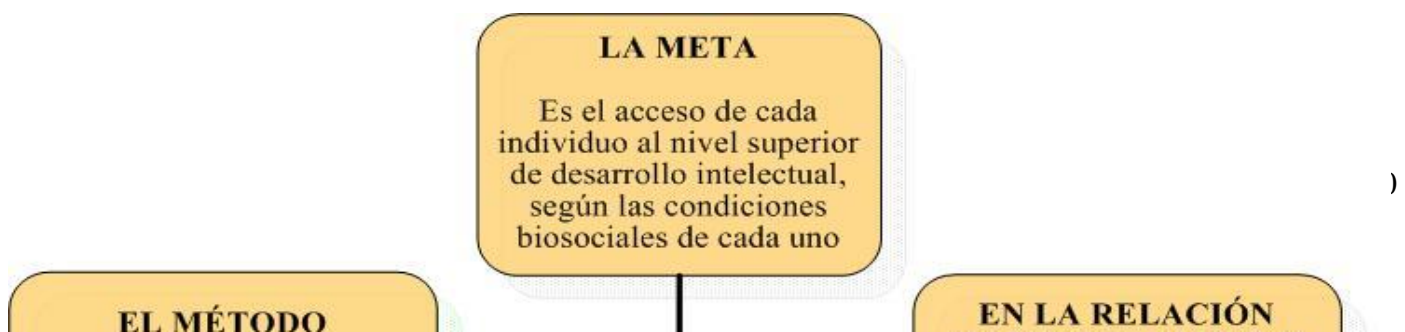 LA META
Es el acceso de cada
individuo al nivel superior
de desarrollo intelectual,
según las condiciones
biosociales de cada uno
)
EL MÉTODO
EN LA RELACIÓN